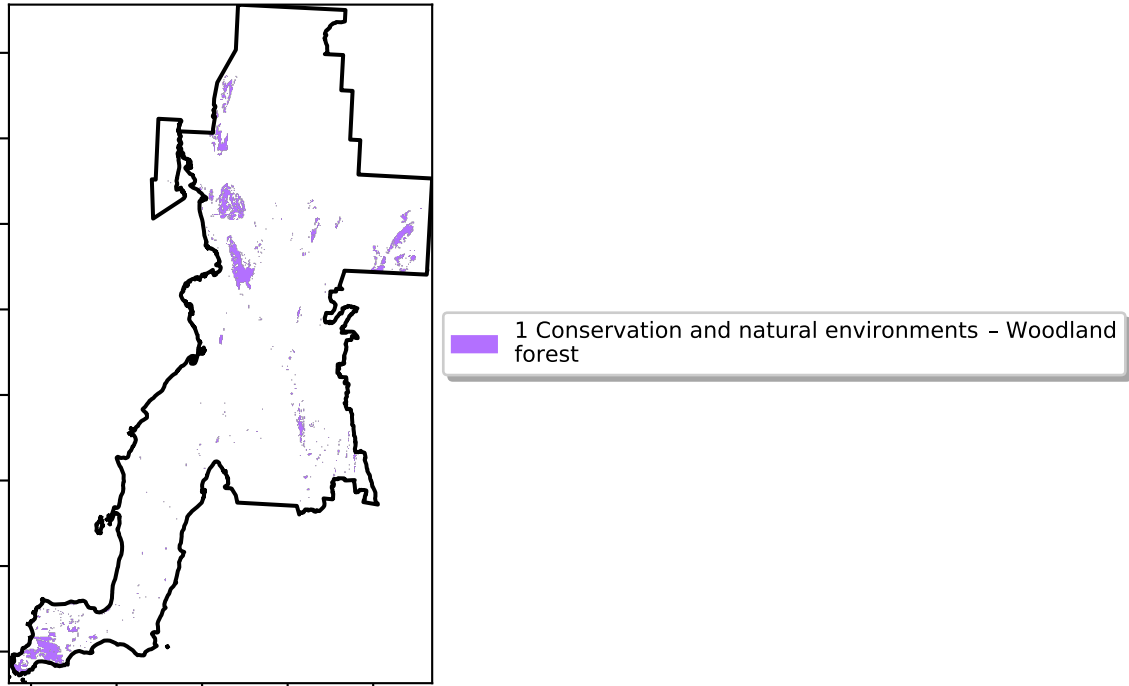 1 Conservation and natural environments – Woodland
forest